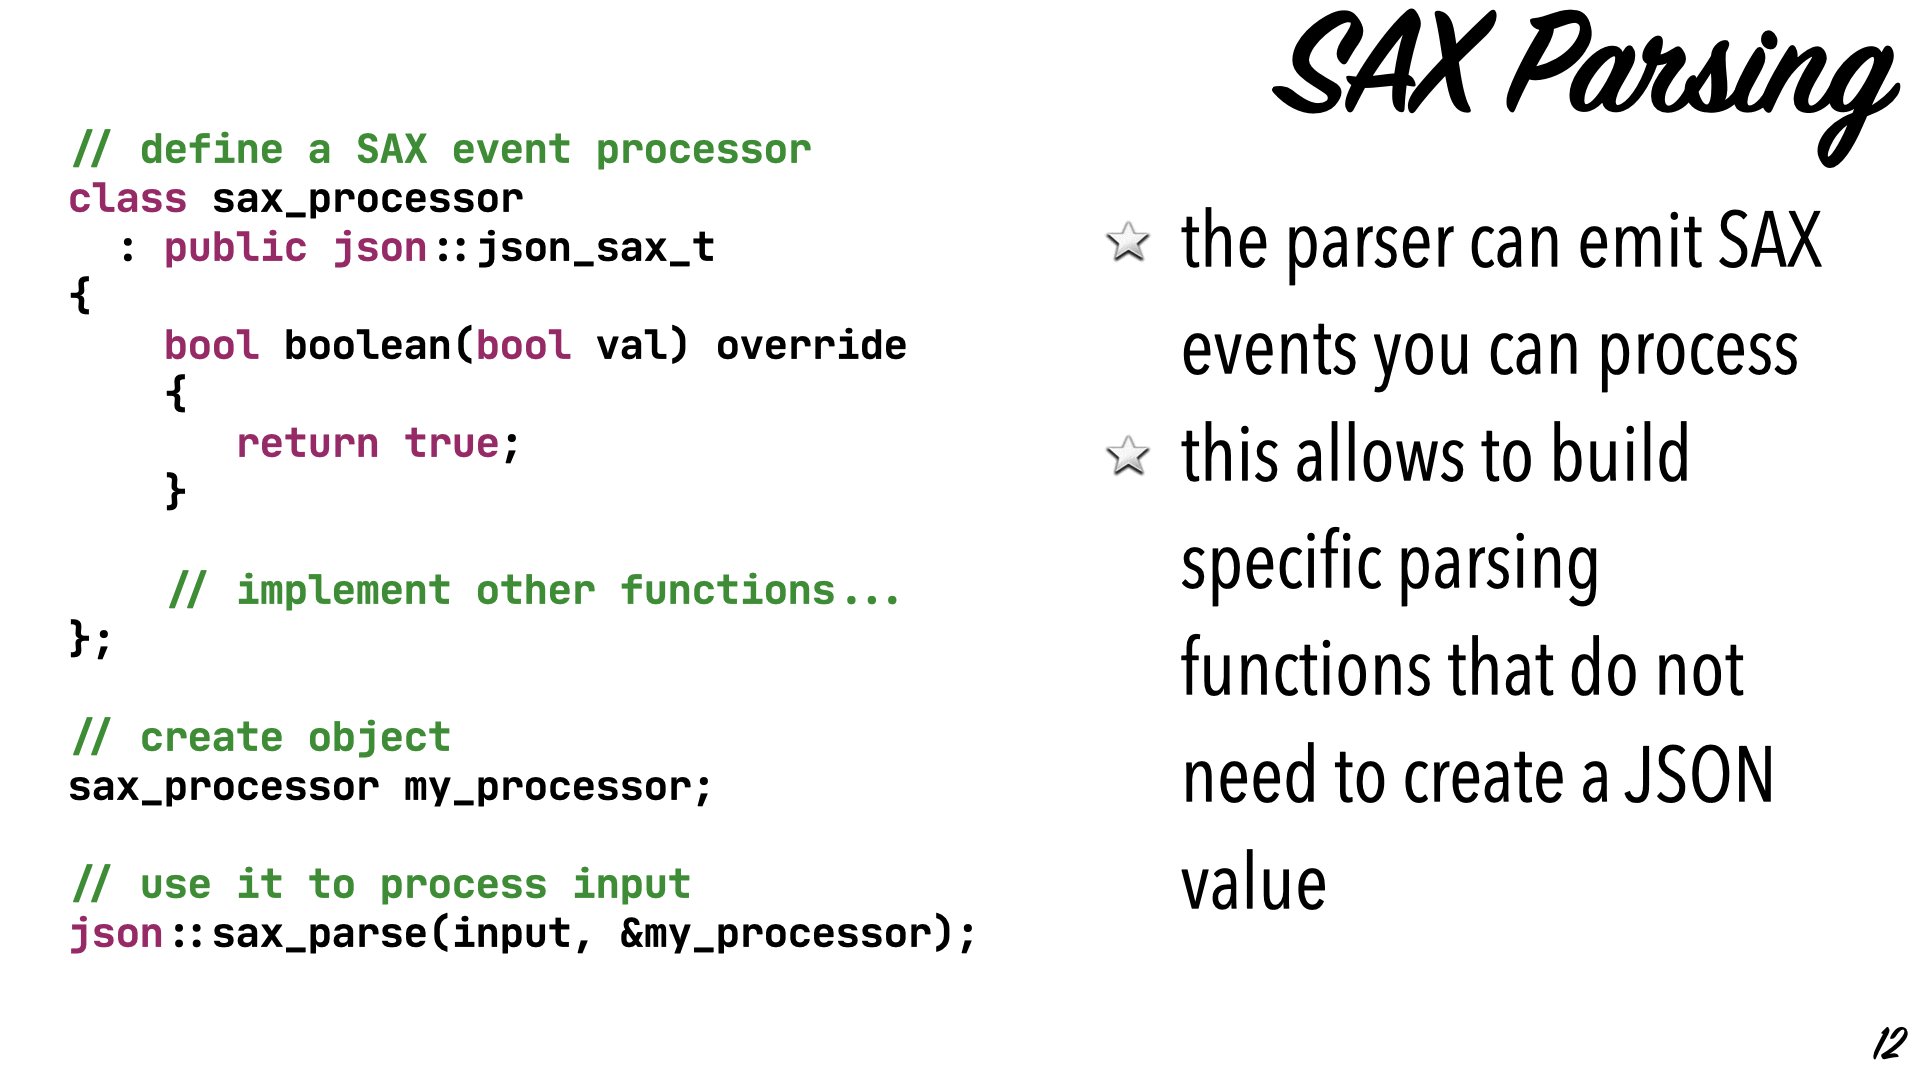 SAX Parsing
// define a SAX event processor
class sax_processor
  : public json::json_sax_t
{
    bool boolean(bool val) override
    {
       return true;
    }

    // implement other functions...
};

// create object
sax_processor my_processor;

// use it to process input
json::sax_parse(input, &my_processor);
the parser can emit SAX
events you can process
this allows to build
specific parsing
functions that do not
need to create a JSON
value
12